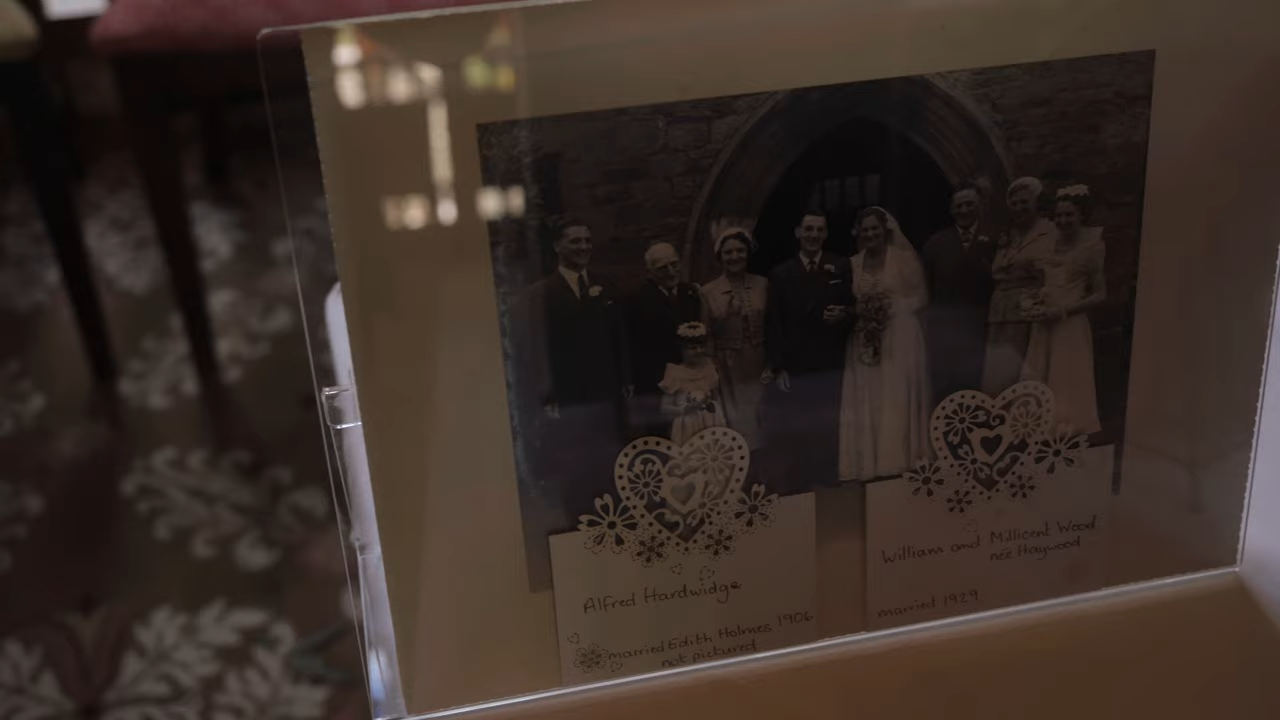 Alfred Hardwidge
married Edith Holmes 1906
not pictured
William and Millicent Wood
née Haywood
married 1929